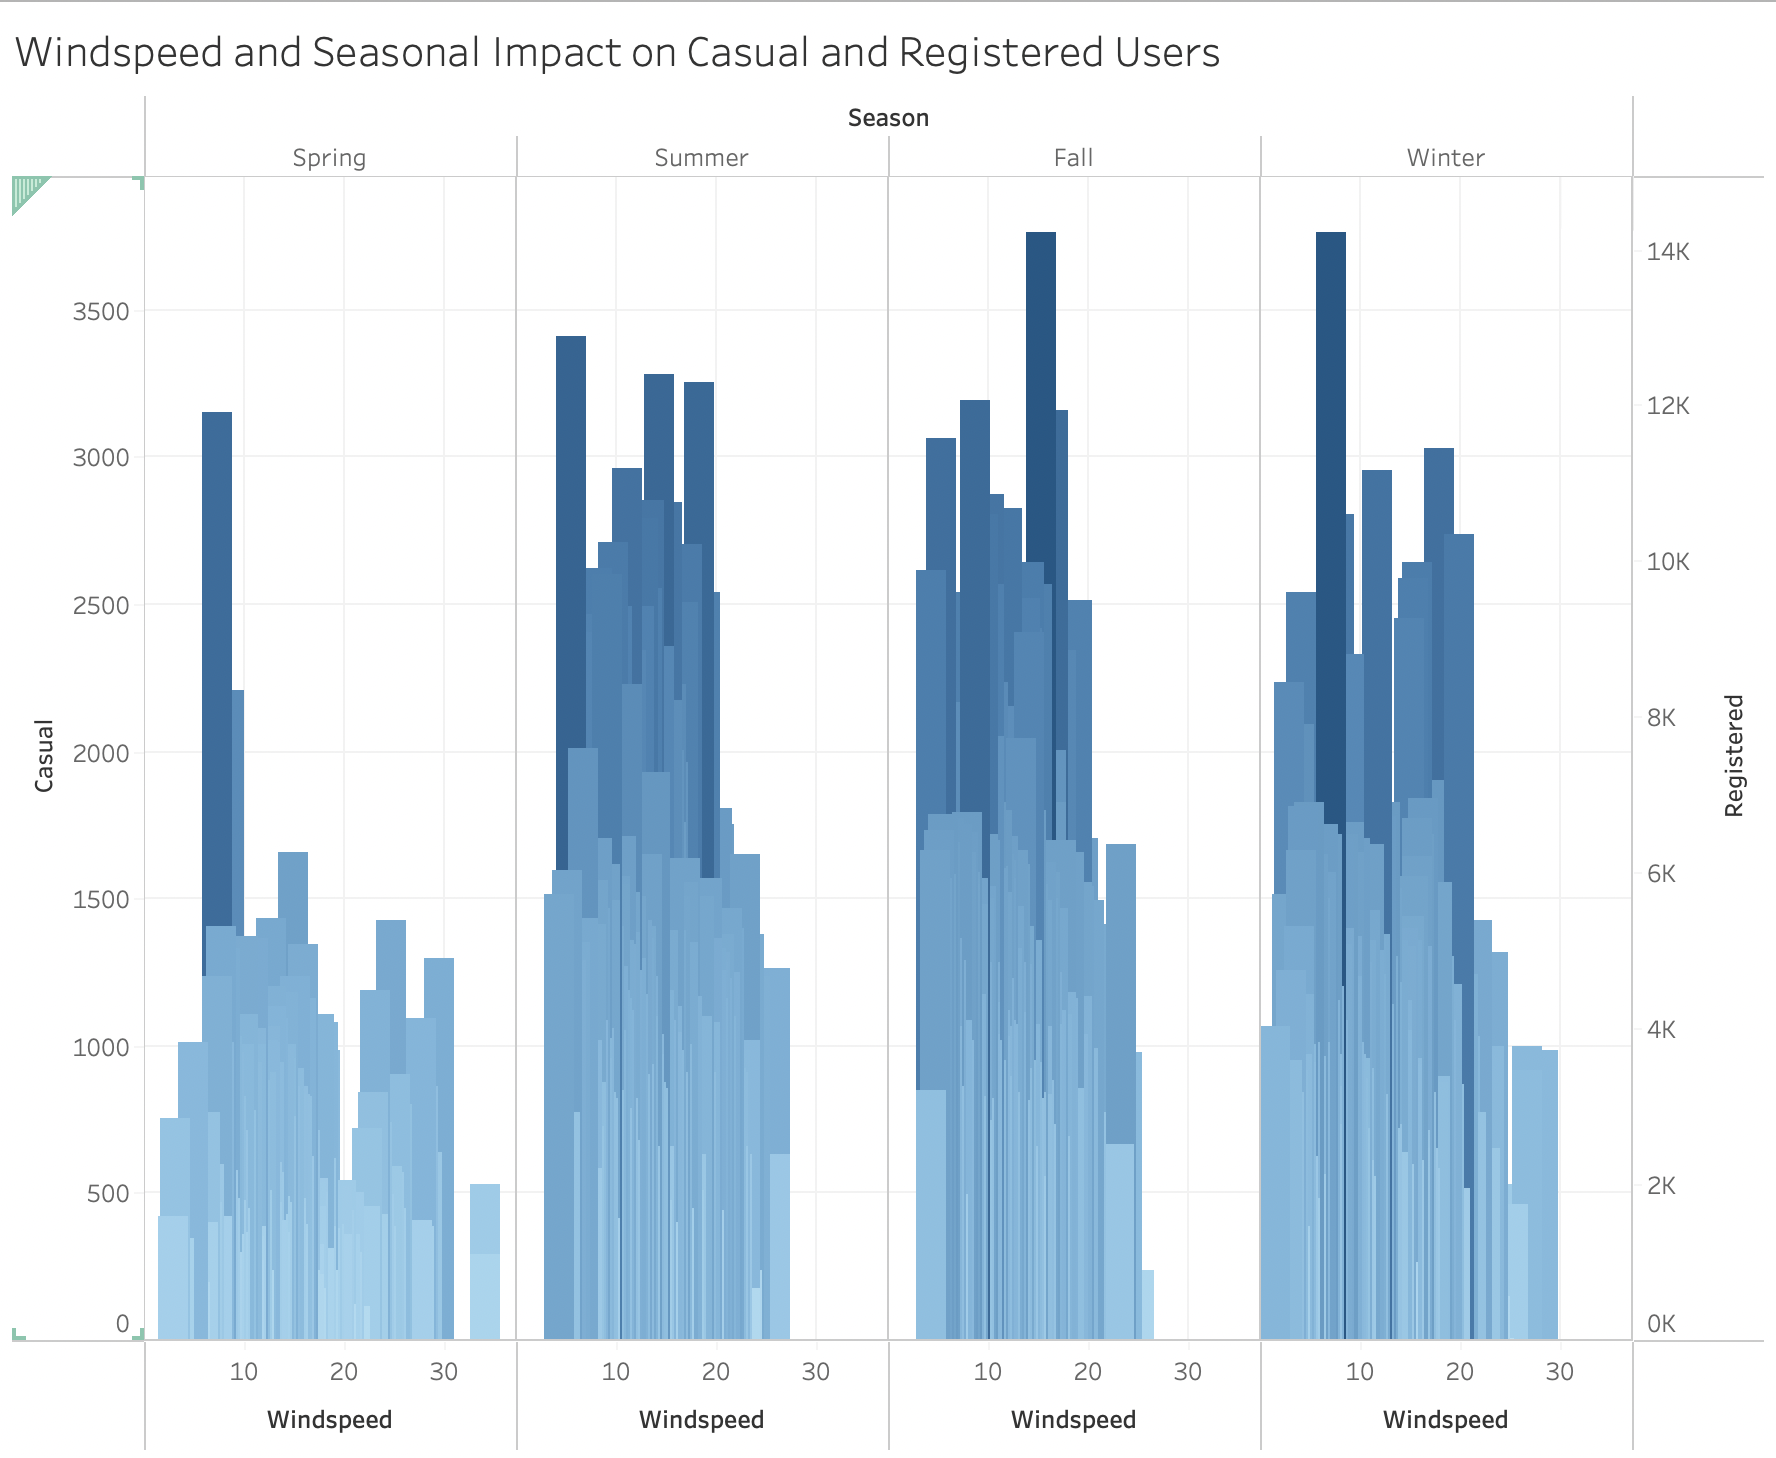 Windspeed and Seasonal Impact on Casual and Registered Users
Season
Spring Summer Fall Winter
14K
3500
12K
3000
10K
2500
8K
2000
Casual
Registered
6K
1500
4K
1000
2K
500
0 0K
10 20 30 10 20 30 10 20 30 10 20 30
Windspeed Windspeed Windspeed Windspeed